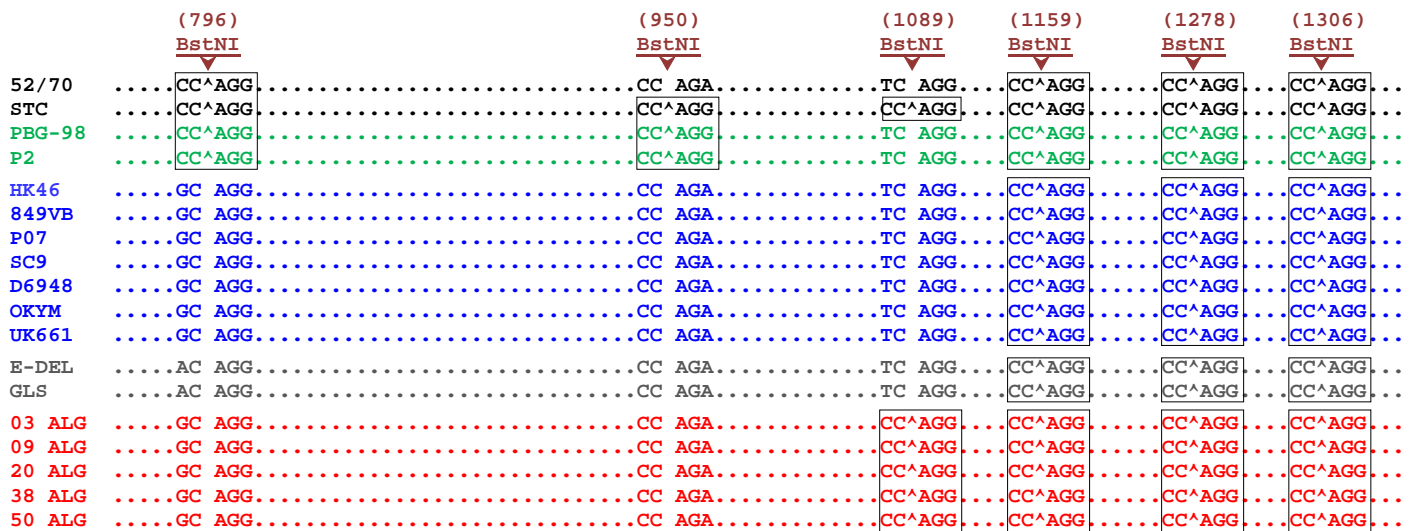 (796) (950) (1089) (1159) (1278) (1306)
BstNI BstNI BstNI BstNI BstNI BstNI
52/70 .....CC^AGG..............................CC AGA.............TC AGG....CC^AGG......CC^AGG....CC^AGG...
STC .....CC^AGG..............................CC^AGG.............CC^AGG....CC^AGG......CC^AGG....CC^AGG...
PBG-98 .....CC^AGG..............................CC^AGG.............TC AGG....CC^AGG......CC^AGG....CC^AGG...
P2 .....CC^AGG..............................CC^AGG.............TC AGG....CC^AGG......CC^AGG....CC^AGG...
HK46 .....GC AGG..............................CC AGA.............TC AGG....CC^AGG......CC^AGG....CC^AGG...
849VB .....GC AGG..............................CC AGA.............TC AGG....CC^AGG......CC^AGG....CC^AGG...
P07 .....GC AGG..............................CC AGA.............TC AGG....CC^AGG......CC^AGG....CC^AGG...
SC9 .....GC AGG..............................CC AGA.............TC AGG....CC^AGG......CC^AGG....CC^AGG...
D6948 .....GC AGG..............................CC AGA.............TC AGG....CC^AGG......CC^AGG....CC^AGG...
OKYM .....GC AGG..............................CC AGA.............TC AGG....CC^AGG......CC^AGG....CC^AGG...
UK661 .....GC AGG..............................CC AGA.............TC AGG....CC^AGG......CC^AGG....CC^AGG...
E-DEL .....AC AGG..............................CC AGA.............TC AGG....CC^AGG......CC^AGG....CC^AGG...
GLS .....AC AGG..............................CC AGA.............TC AGG....CC^AGG......CC^AGG....CC^AGG...
03 ALG .....GC AGG..............................CC AGA.............CC^AGG....CC^AGG......CC^AGG....CC^AGG...
09 ALG .....GC AGG..............................CC AGA.............CC^AGG....CC^AGG......CC^AGG....CC^AGG...
20 ALG .....GC AGG..............................CC AGA.............CC^AGG....CC^AGG......CC^AGG....CC^AGG...
38 ALG .....GC AGG..............................CC AGA.............CC^AGG....CC^AGG......CC^AGG....CC^AGG...
50 ALG .....GC AGG..............................CC AGA.............CC^AGG....CC^AGG......CC^AGG....CC^AGG...